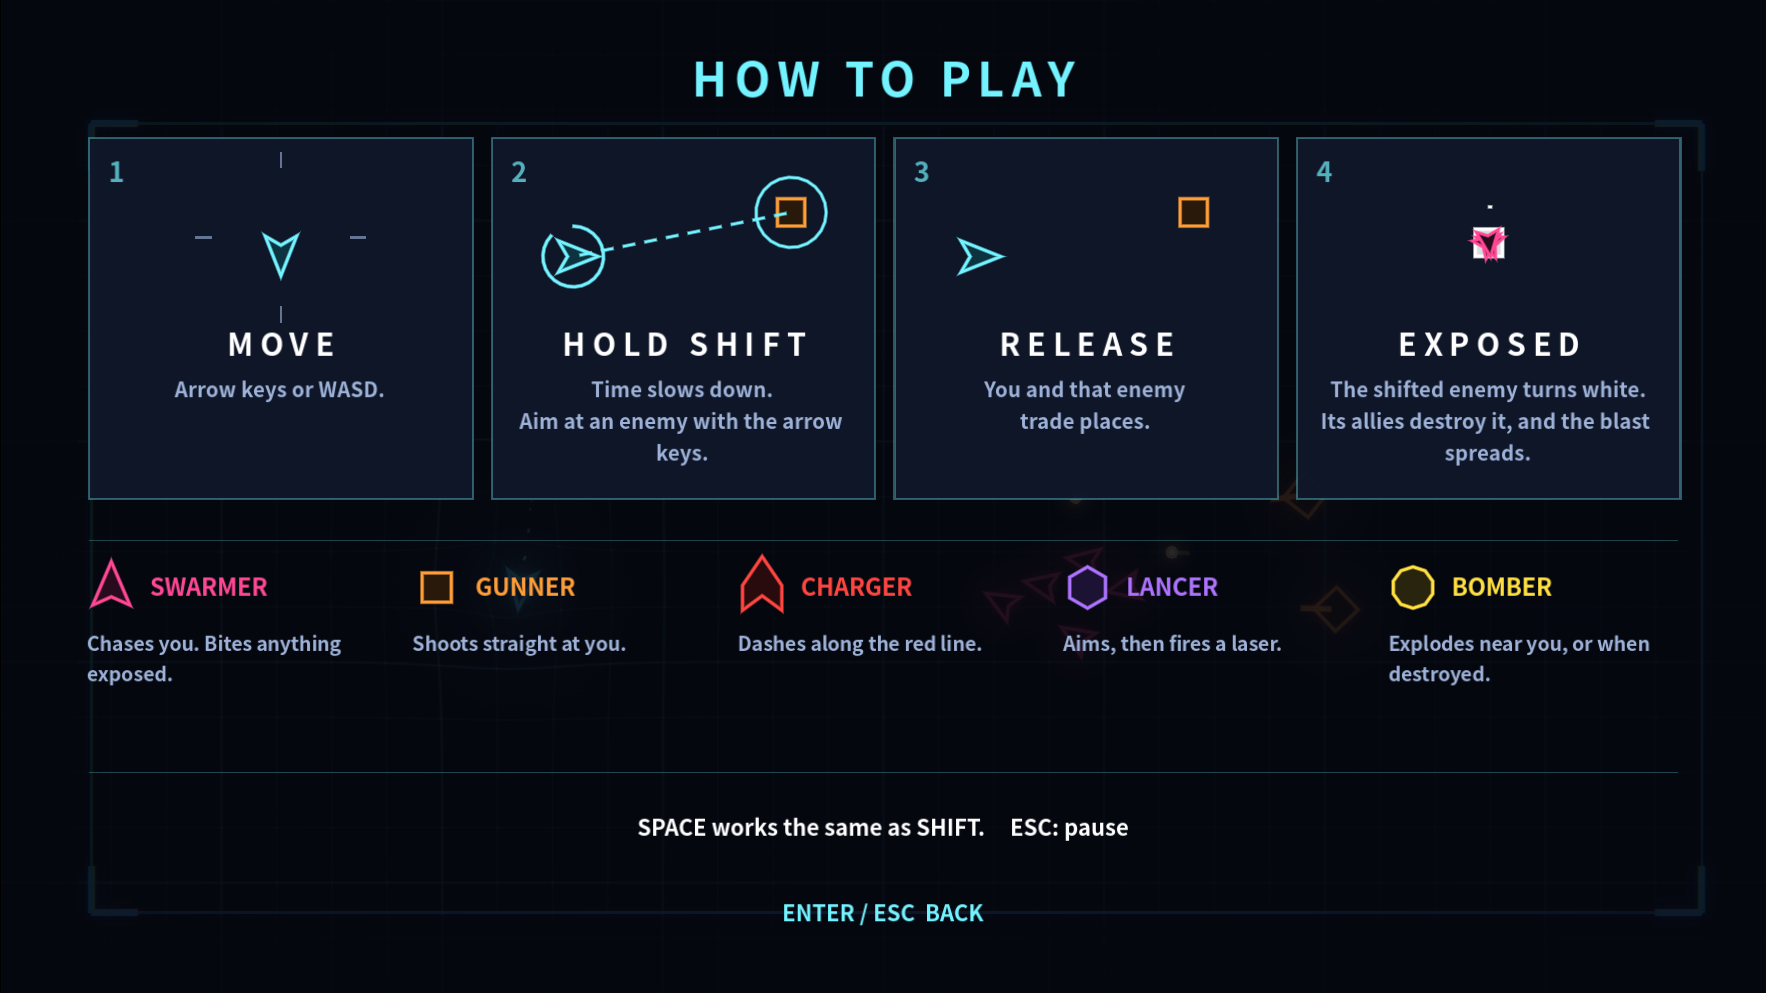 HOW TO PLAY
1
MOVE
Arrow keys or WASD.
2
HOLD SHIFT
Time slows down.
Aim at an enemy with the arrow
keys.
3
RELEASE
You and that enemy
trade places.
4
EXPOSED
The shifted enemy turns white.
Its allies destroy it, and the blast
spreads.
SWARMER
Chases you. Bites anything
exposed.
GUNNER
Shoots straight at you.
CHARGER
Dashes along the red line.
LANCER
Aims, then fires a laser.
BOMBER
Explodes near you, or when
destroyed.
SPACE works the same as SHIFT. ESC: pause
ENTER / ESC BACK